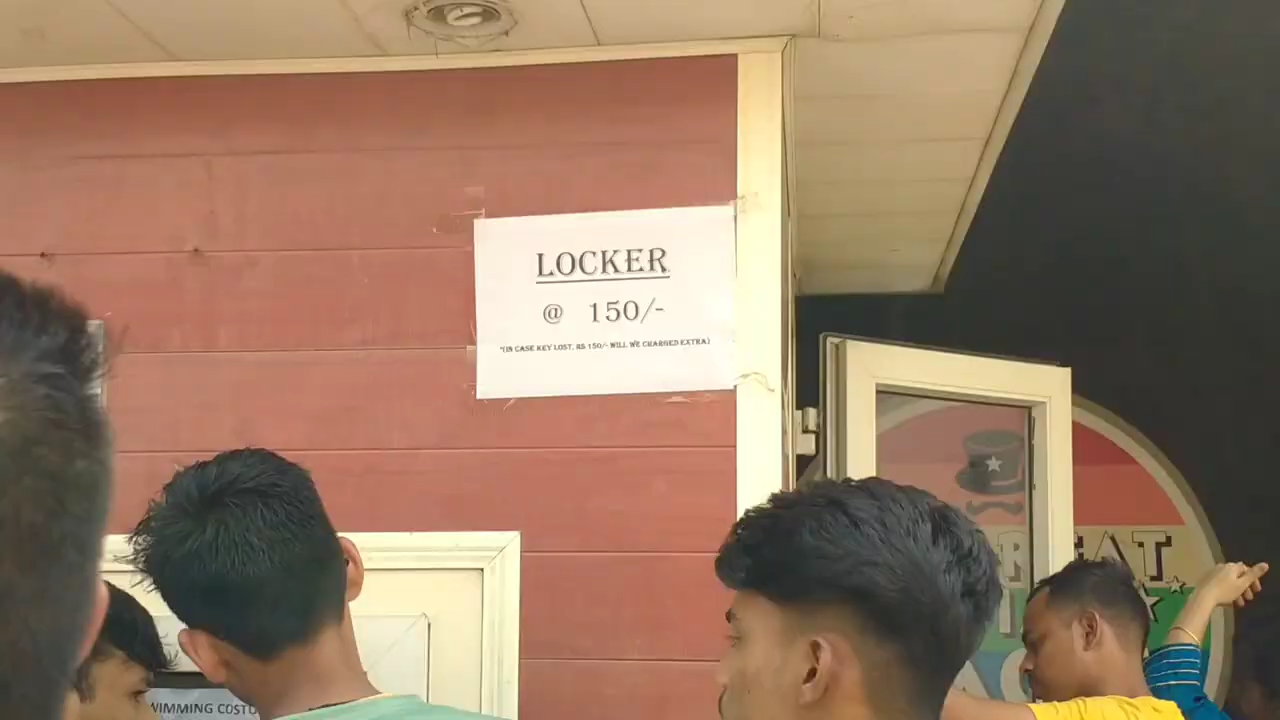 LOCKER
@ 150/-
*(IN CASE KEY LOST, RS 150/- WILL WE CHARGED EXTRA)